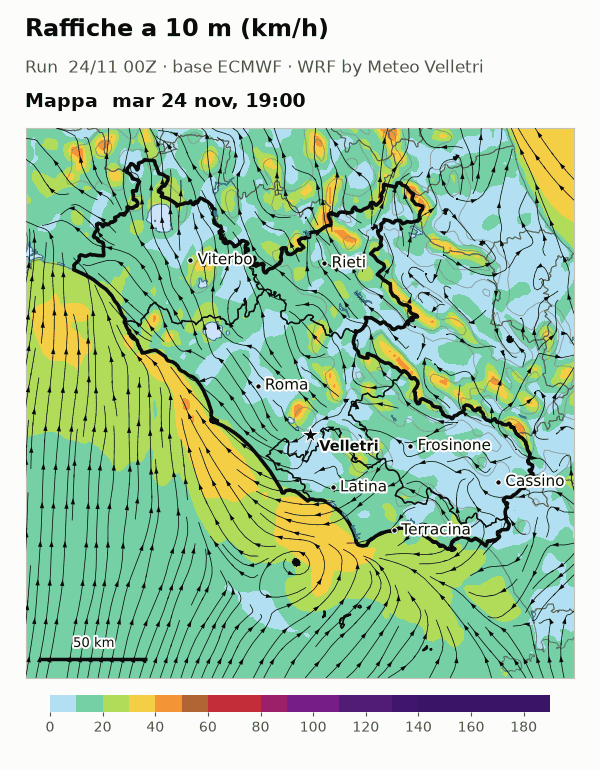 Raffiche a 10 m (km/h)
Run  24/11 00Z · base ECMWF · WRF by Meteo Velletri
Mappa  mar 24 nov, 19:00
Viterbo
Rieti
Roma
Velletri
Frosinone
Cassino
Latina
Terracina
50 km
0 20 40 60 80 100 120 140 160 180